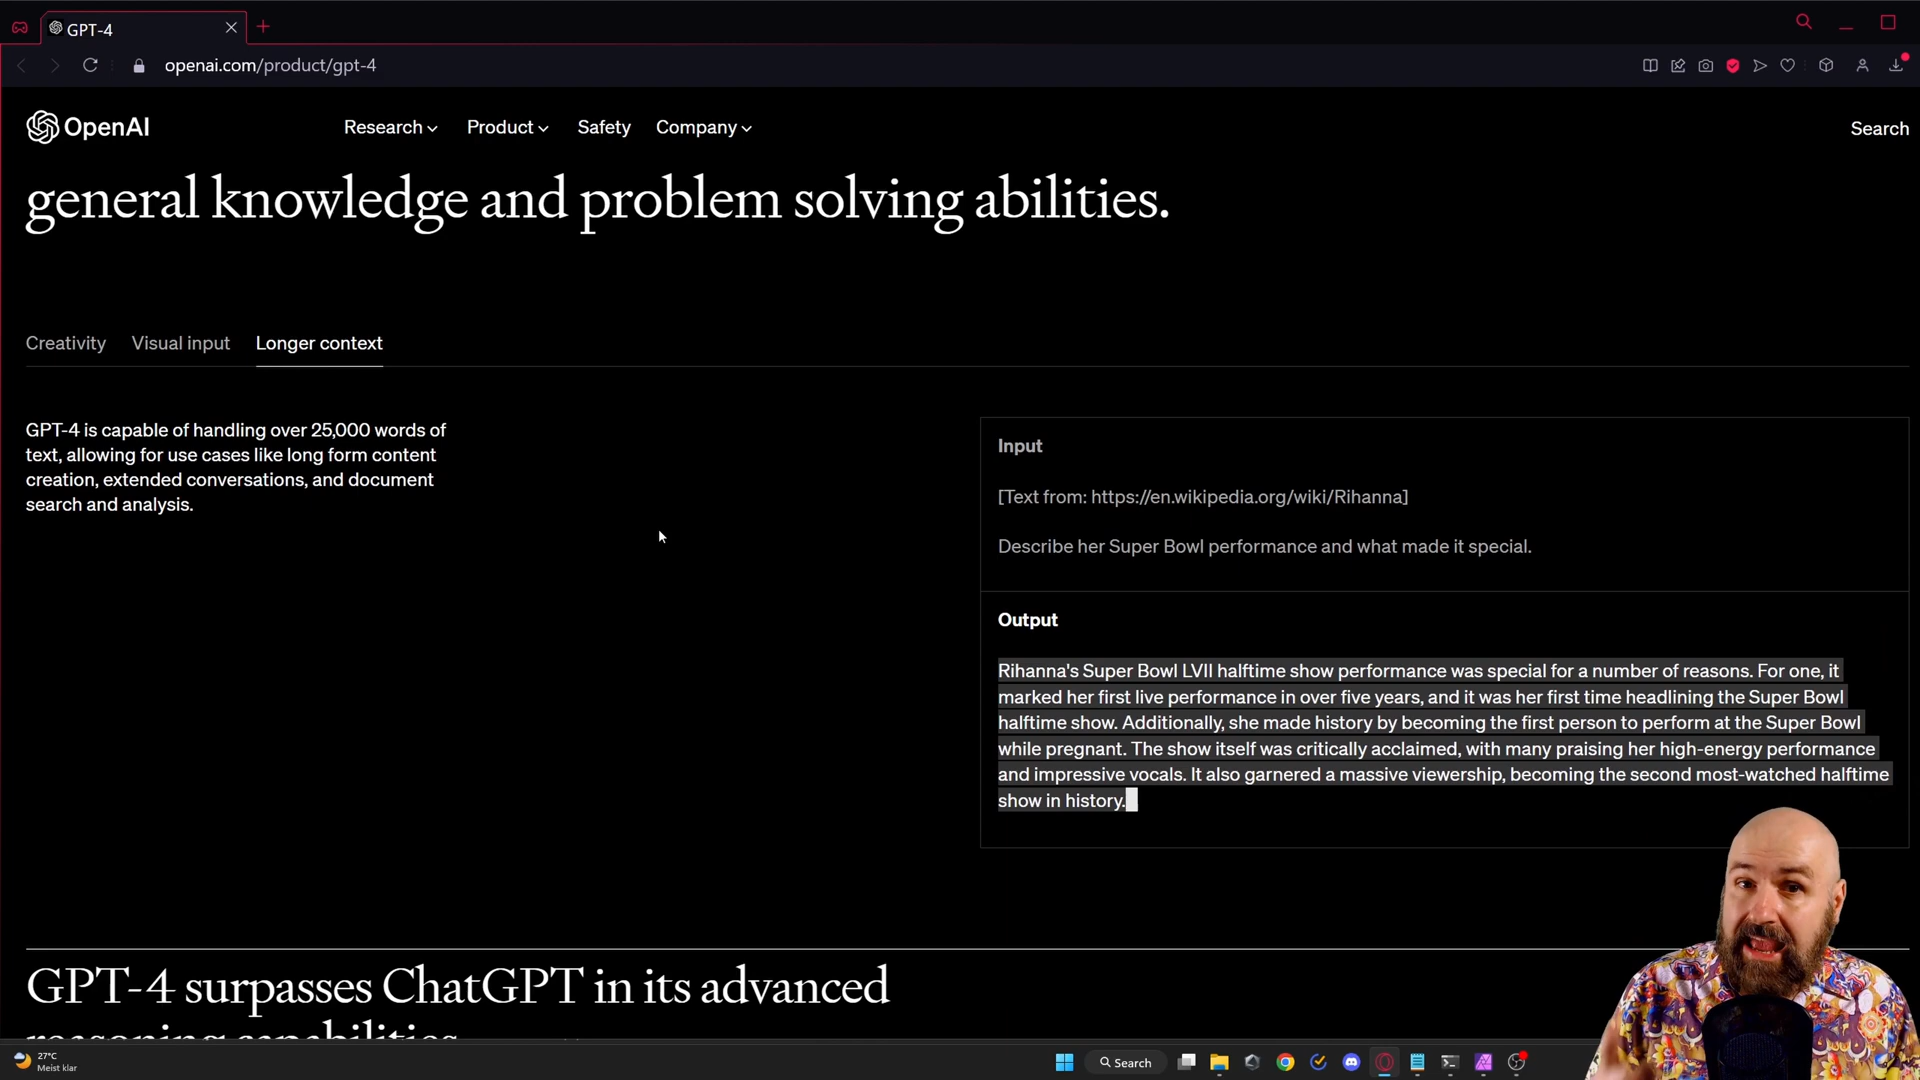 GPT-4
openai.com/product/gpt-4
OpenAI
Research
Product
Safety
Company
Search
general knowledge and problem solving abilities.
Creativity
Visual input
Longer context
GPT-4 is capable of handling over 25,000 words of
text, allowing for use cases like long form content
creation, extended conversations, and document
search and analysis.
Input
[Text from: https://en.wikipedia.org/wiki/Rihanna]
Describe her Super Bowl performance and what made it special.
Output
Rihanna's Super Bowl LVII halftime show performance was special for a number of reasons. For one, it
marked her first live performance in over five years, and it was her first time headlining the Super Bowl
halftime show. Additionally, she made history by becoming the first person to perform at the Super Bowl
while pregnant. The show itself was critically acclaimed, with many praising her high-energy performance
and impressive vocals. It also garnered a massive viewership, becoming the second most-watched halftime
show in history.
GPT-4 surpasses ChatGPT in its advanced
reasoning capabilities.
27°C
Meist klar
Search